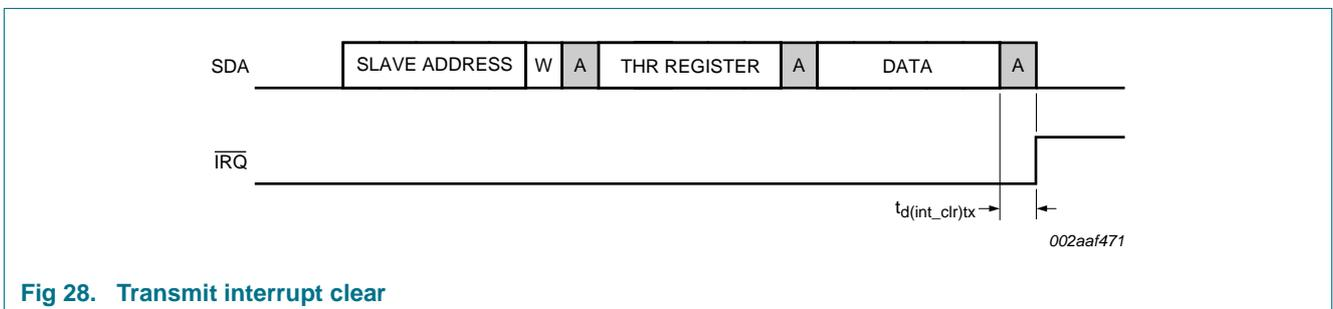 SDA SLAVE ADDRESS W A THR REGISTER A DATA A
IRQ
td(int_clr)tx
002aaf471
Fig 28. Transmit interrupt clear